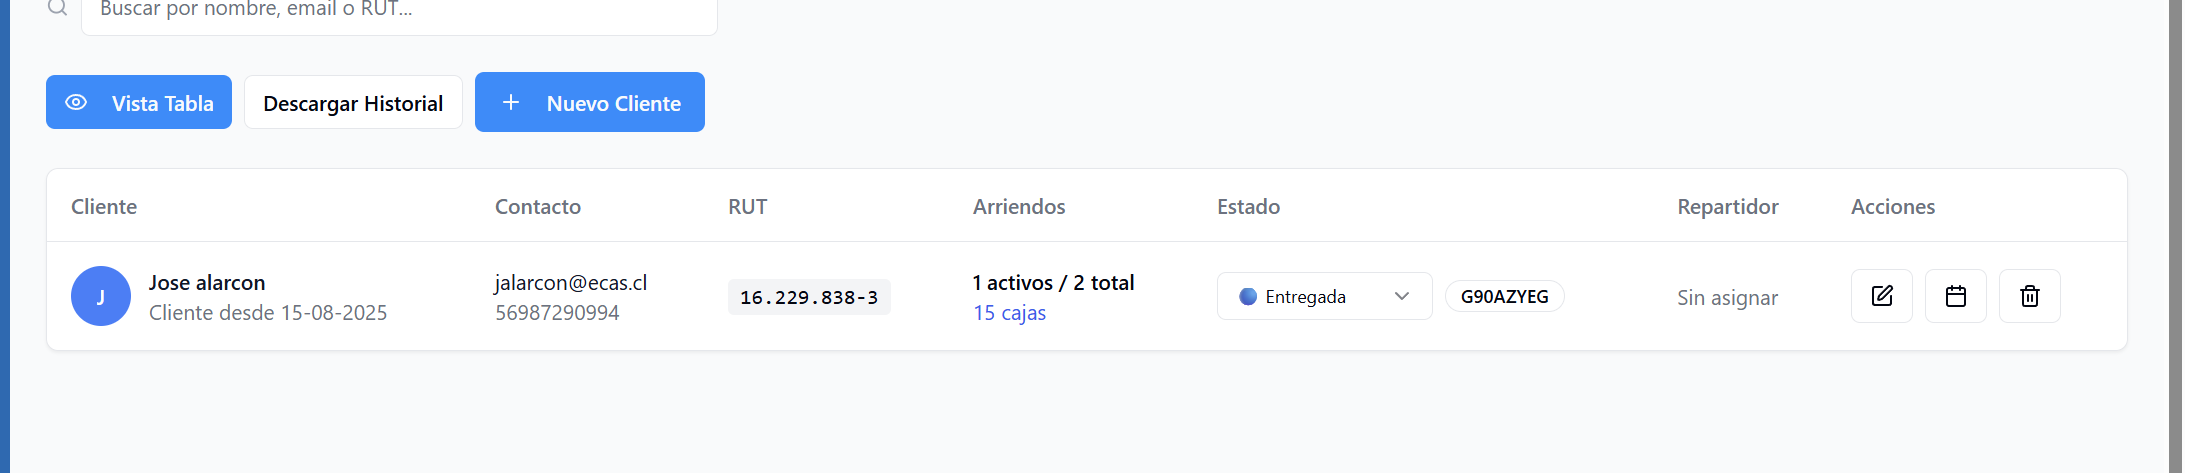 Buscar por nombre, email o RUT...
Vista Tabla
Descargar Historial
Nuevo Cliente
Cliente Contacto RUT Arriendos Estado Repartidor Acciones
J
Jose alarcon
Cliente desde 15-08-2025
jalarcon@ecas.cl
56987290994
16.229.838-3
1 activos / 2 total
15 cajas
Entregada
G90AZYEG
Sin asignar